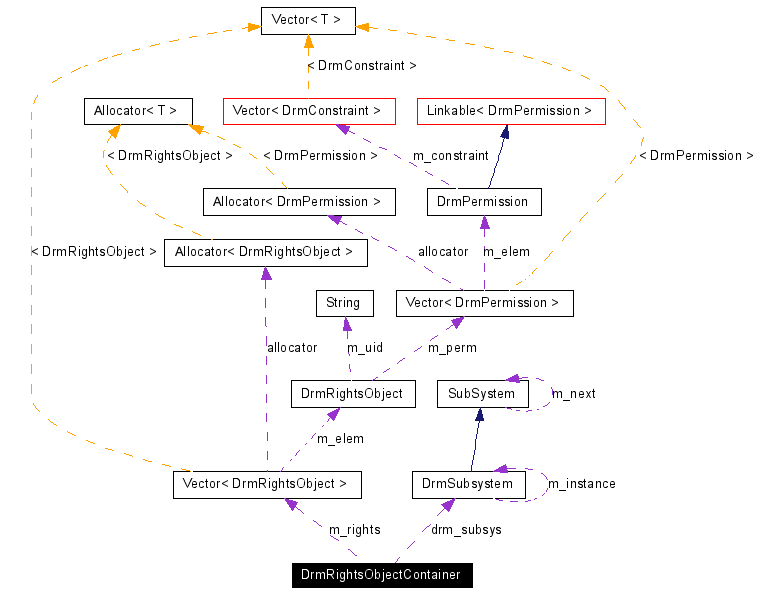 Vector< T >
< DrmConstraint >
Allocator< T >
Vector< DrmConstraint >
Linkable< DrmPermission >
< DrmRightsObject >
< DrmPermission >
m_constraint
< DrmPermission >
Allocator< DrmPermission >
DrmPermission
< DrmRightsObject >
Allocator< DrmRightsObject >
allocator
m_elem
String
Vector< DrmPermission >
allocator
m_uid
m_perm
DrmRightsObject
SubSystem
m_next
m_elem
Vector< DrmRightsObject >
DrmSubsystem
m_instance
m_rights
drm_subsys
DrmRightsObjectContainer